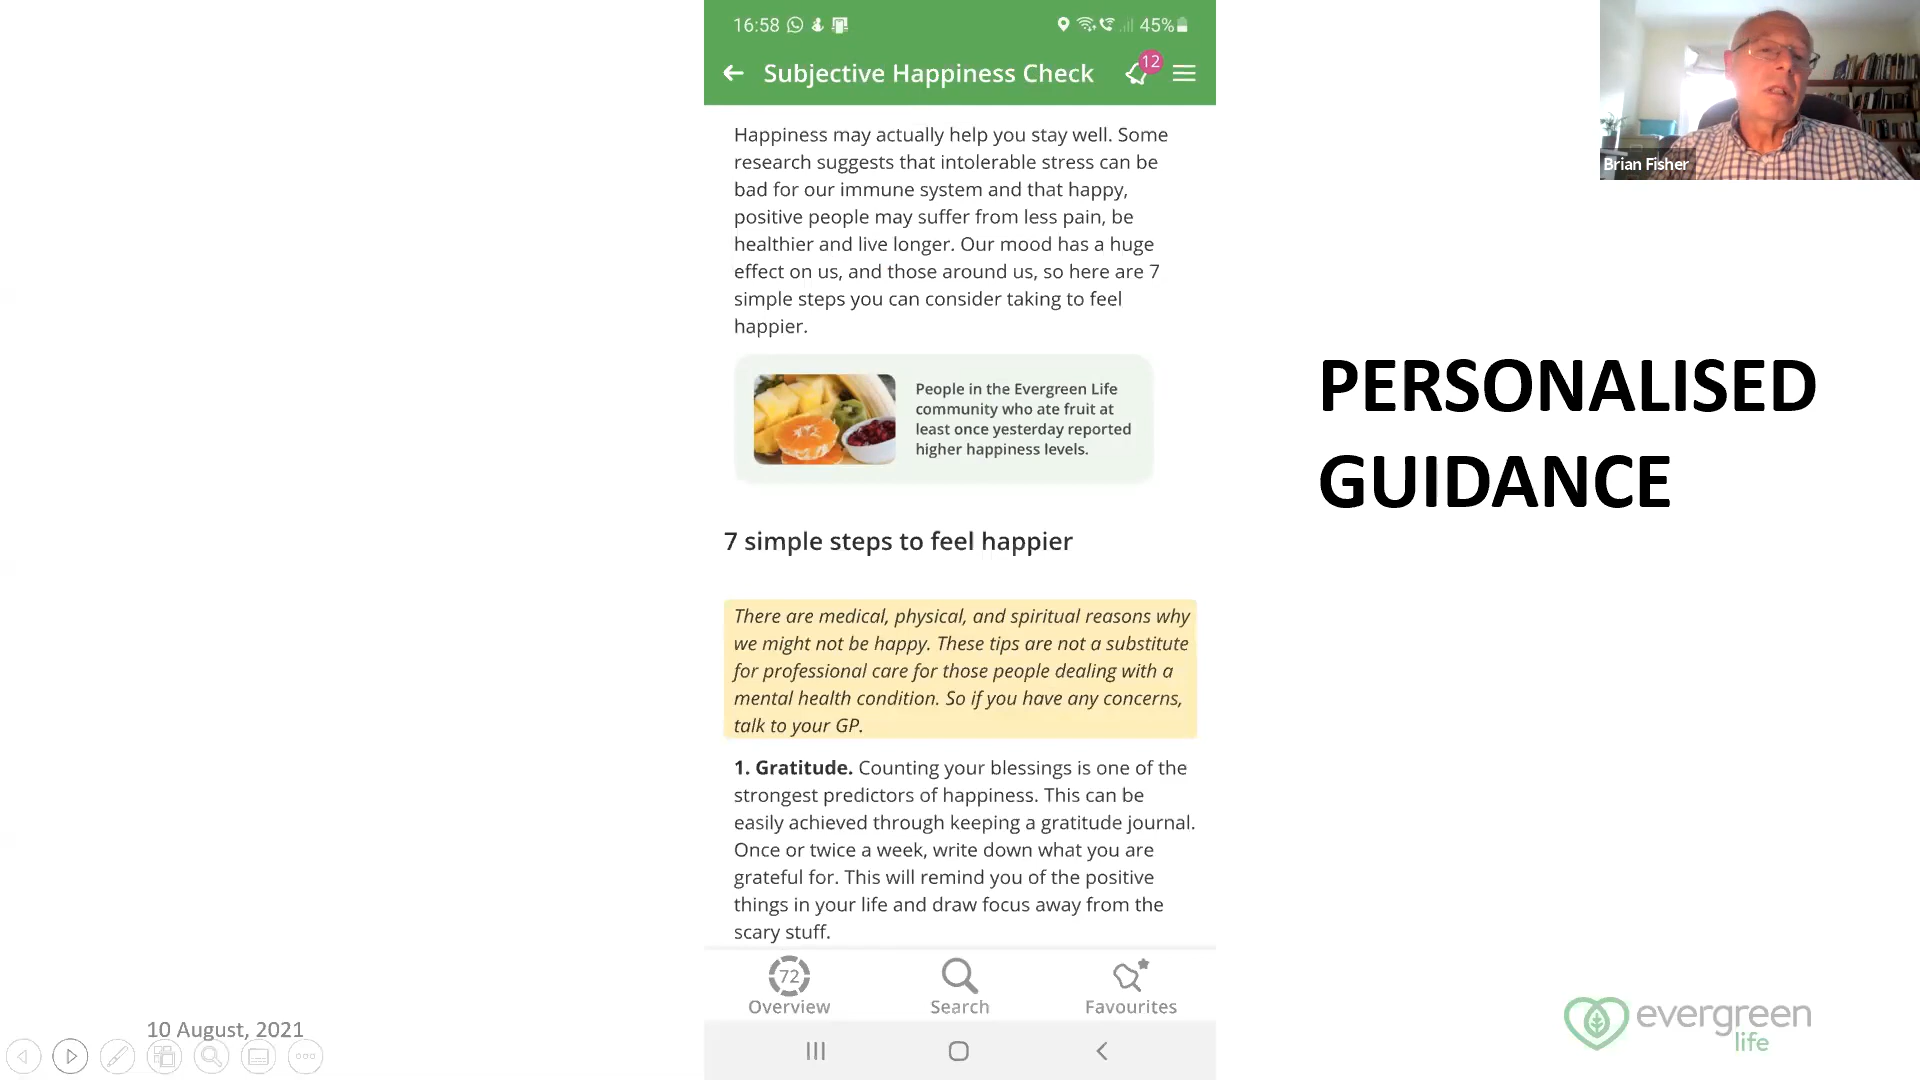 16:58
45%
Subjective Happiness Check
12
Happiness may actually help you stay well. Some
research suggests that intolerable stress can be
bad for our immune system and that happy,
positive people may suffer from less pain, be
healthier and live longer. Our mood has a huge
effect on us, and those around us, so here are 7
simple steps you can consider taking to feel
happier.
People in the Evergreen Life
community who ate fruit at
least once yesterday reported
higher happiness levels.
7 simple steps to feel happier
There are medical, physical, and spiritual reasons why
we might not be happy. These tips are not a substitute
for professional care for those people dealing with a
mental health condition. So if you have any concerns,
talk to your GP.
1. Gratitude. Counting your blessings is one of the
strongest predictors of happiness. This can be
easily achieved through keeping a gratitude journal.
Once or twice a week, write down what you are
grateful for. This will remind you of the positive
things in your life and draw focus away from the
scary stuff.
72
Overview
Search
Favourites
Brian Fisher
PERSONALISED
GUIDANCE
10 August, 2021
evergreen
life